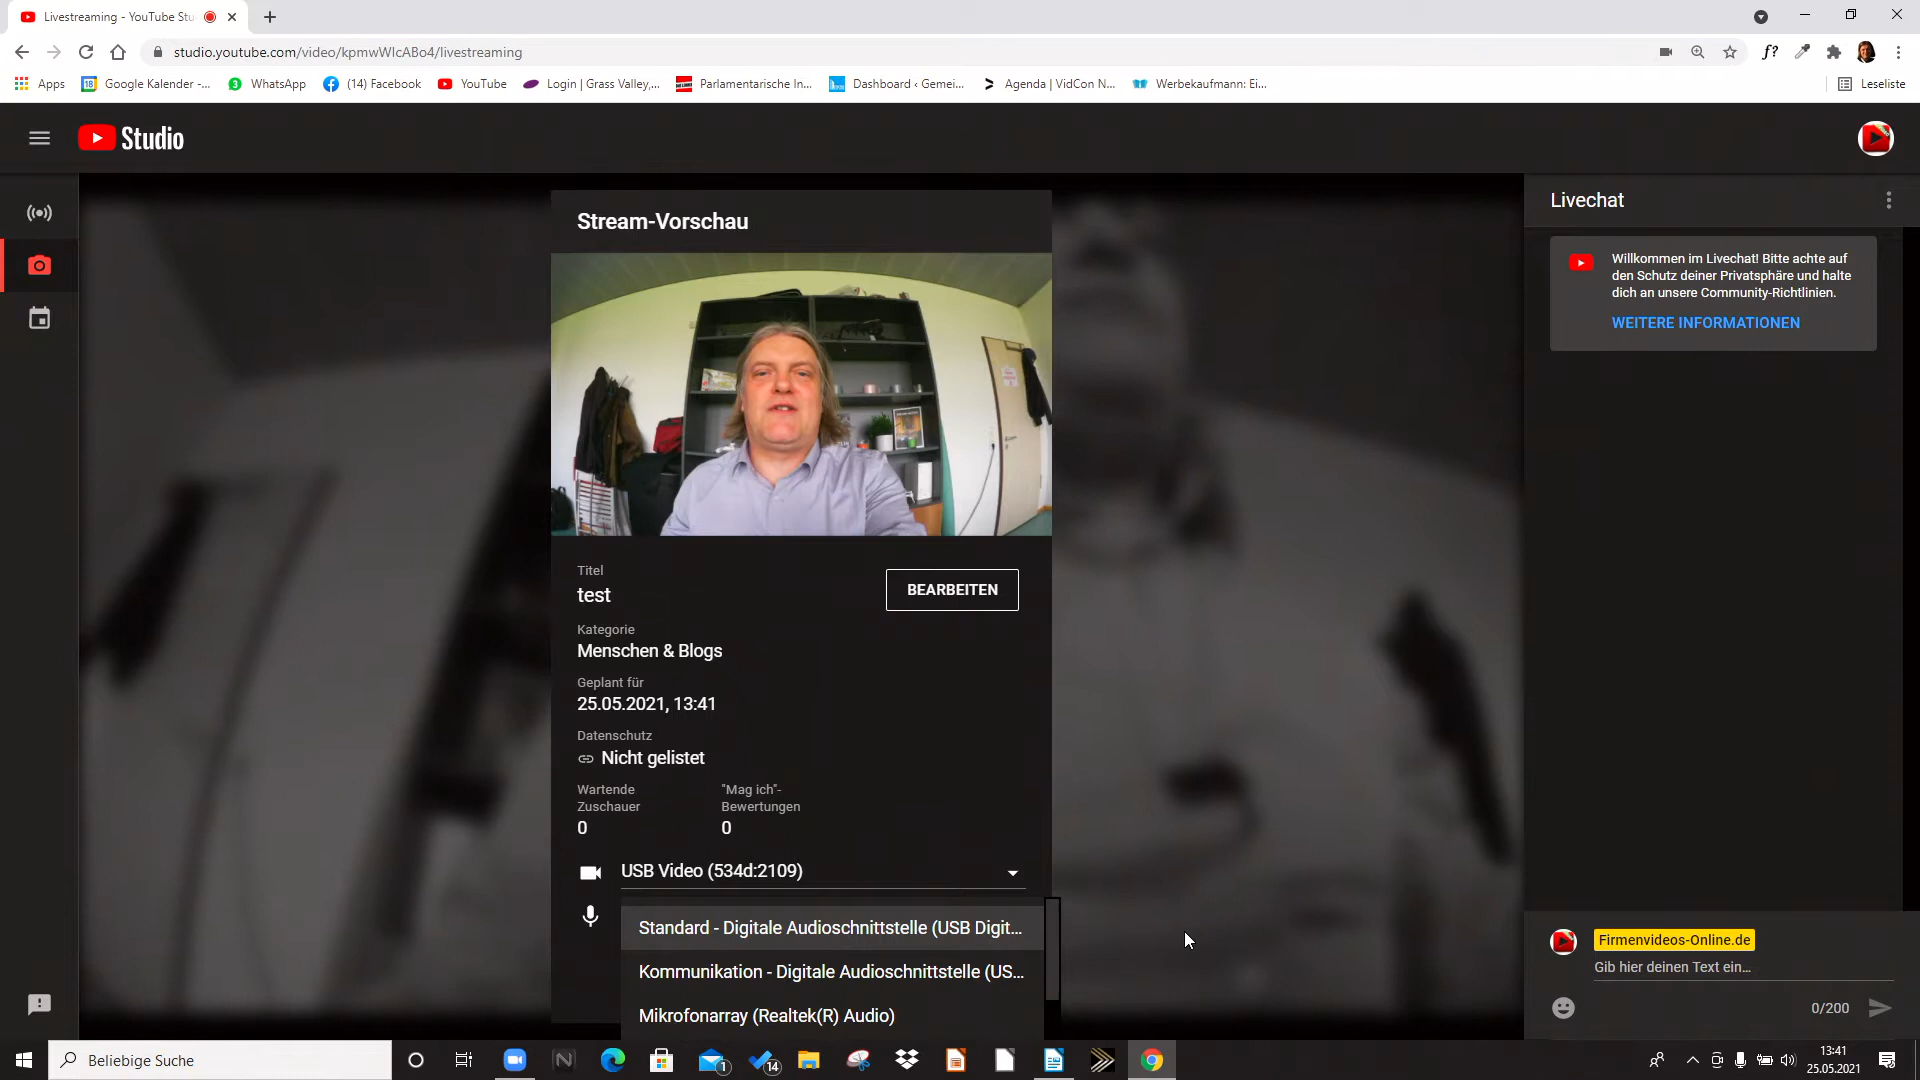 Livestreaming - YouTube Stu
studio.youtube.com/video/kpmwWIcABo4/livestreaming
f?
Apps
18
Google Kalender -...
3
WhatsApp
(14) Facebook
YouTube
Login | Grass Valley,...
Parlamentarische In...
Dashboard ‹ Gemei...
Agenda | VidCon N...
Werbekaufmann: Ei...
Leseliste
Studio
Stream-Vorschau
Livechat
Willkommen im Livechat! Bitte achte auf
den Schutz deiner Privatsphäre und halte
dich an unsere Community-Richtlinien.
WEITERE INFORMATIONEN
Titel
test
BEARBEITEN
Kategorie
Menschen & Blogs
Geplant für
25.05.2021, 13:41
Datenschutz
Nicht gelistet
Wartende
Zuschauer
0
"Mag ich"-
Bewertungen
0
USB Video (534d:2109)
Standard - Digitale Audioschnittstelle (USB Digit...
Kommunikation - Digitale Audioschnittstelle (US...
Mikrofonarray (Realtek(R) Audio)
Firmenvideos-Online.de
Gib hier deinen Text ein...
0/200
Beliebige Suche
1
14
13:41
25.05.2021